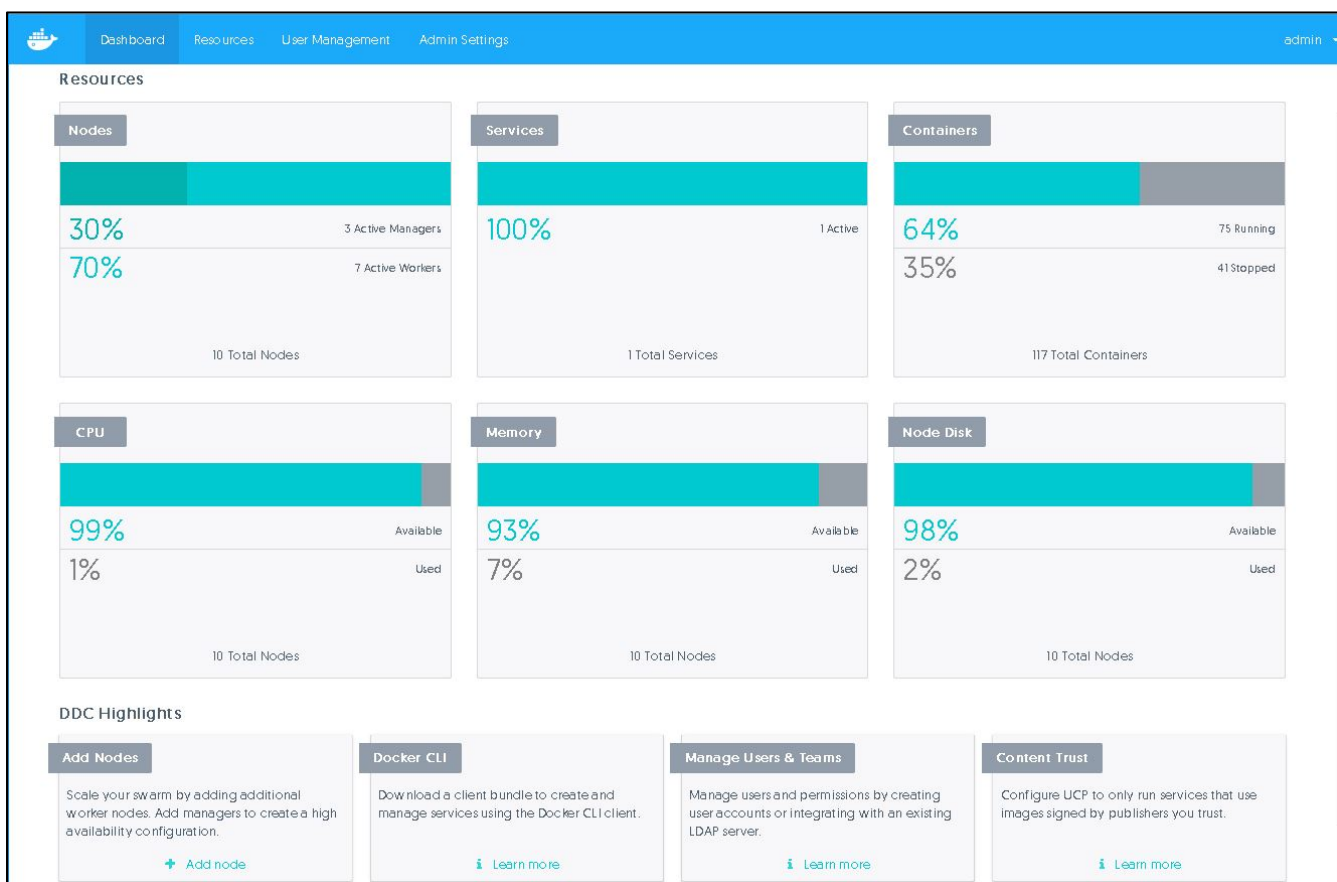 Dashboard Resources User Management Admin Settings admin
Resources
Nodes
30% 3 Active Managers
70% 7 Active Workers
10 Total Nodes
Services
100% 1 Active
1 Total Services
Containers
64% 75 Running
35% 41 Stopped
117 Total Containers
CPU
99% Available
1% Used
10 Total Nodes
Memory
93% Available
7% Used
10 Total Nodes
Node Disk
98% Available
2% Used
10 Total Nodes
DDC Highlights
Add Nodes
Scale your swarm by adding additional
worker nodes. Add managers to create a high
availability configuration.
+ Add node
Docker CLI
Download a client bundle to create and
manage services using the Docker CLI client.
i Learn more
Manage Users & Teams
Manage users and permissions by creating
user accounts or integrating with an existing
LDAP server.
i Learn more
Content Trust
Configure UCP to only run services that use
images signed by publishers you trust.
i Learn more